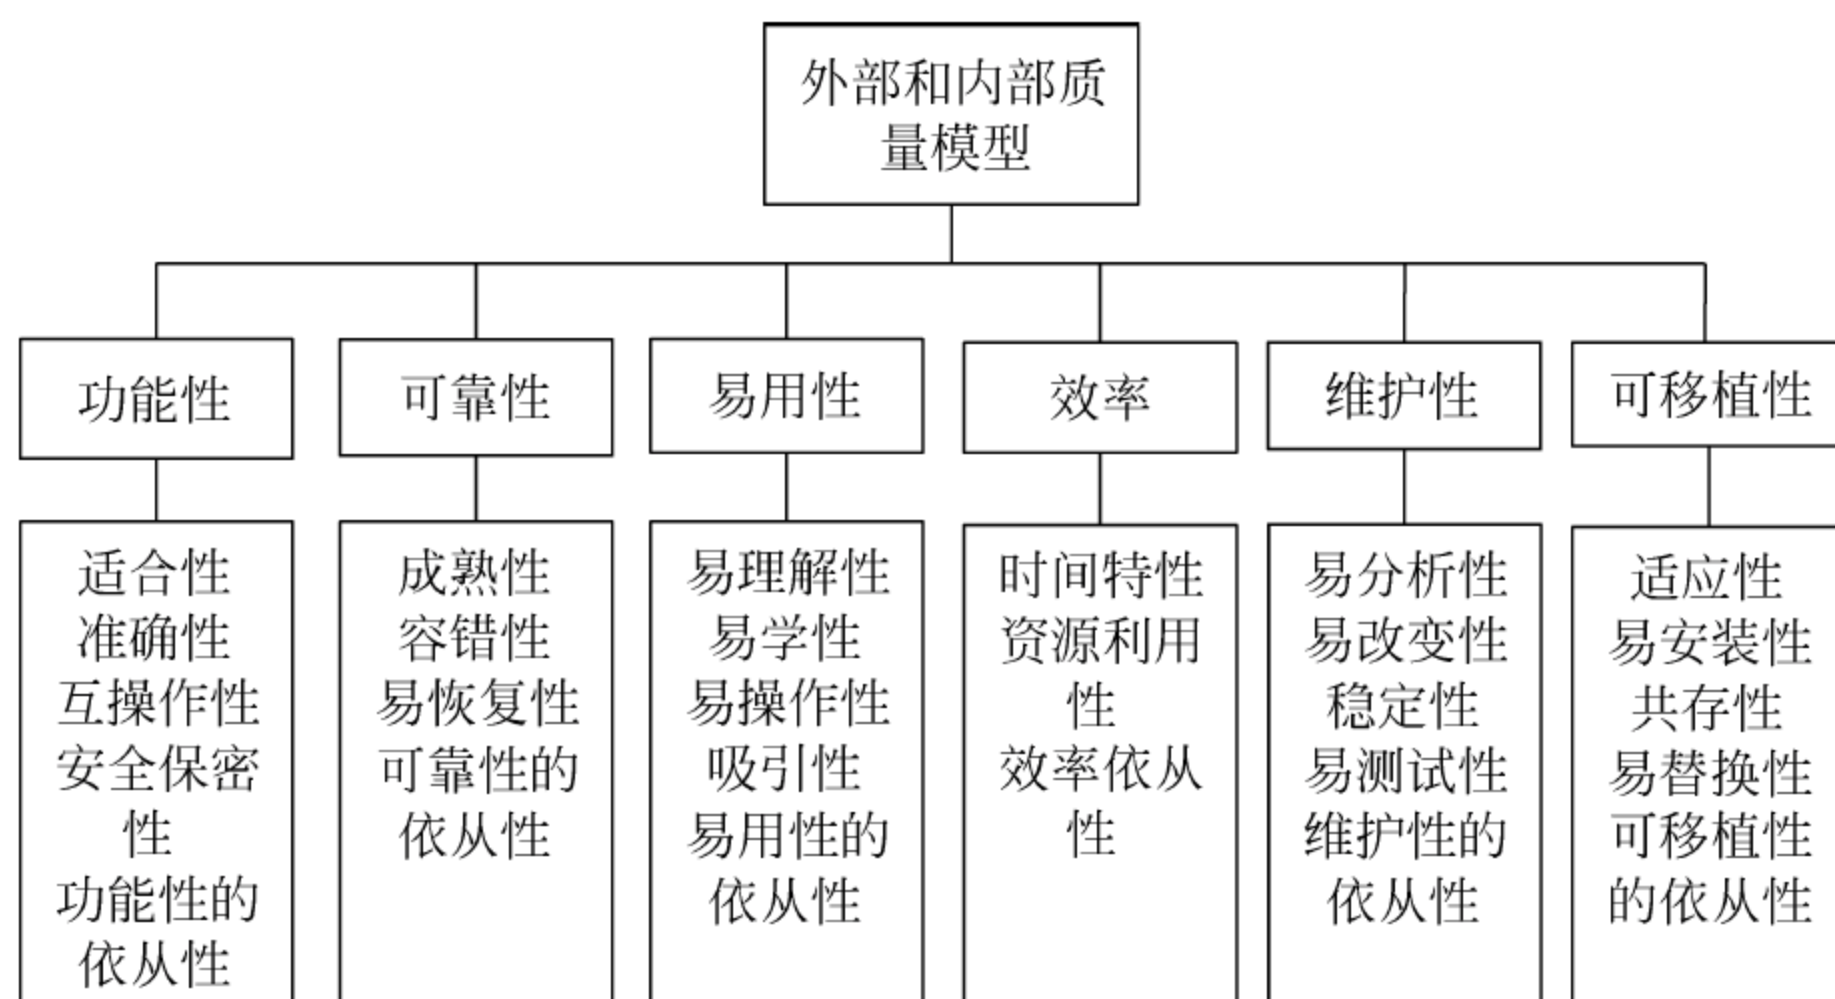 外部和内部质
量模型
功能性
可靠性
易用性
效率
维护性
可移植性
适合性
准确性
互操作性
安全保密
性
功能性的
依从性
成熟性
容错性
易恢复性
可靠性的
依从性
易理解性
易学性
易操作性
吸引性
易用性的
依从性
时间特性
资源利用
性
效率依从
性
易分析性
易改变性
稳定性
易测试性
维护性的
依从性
适应性
易安装性
共存性
易替换性
可移植性
的依从性